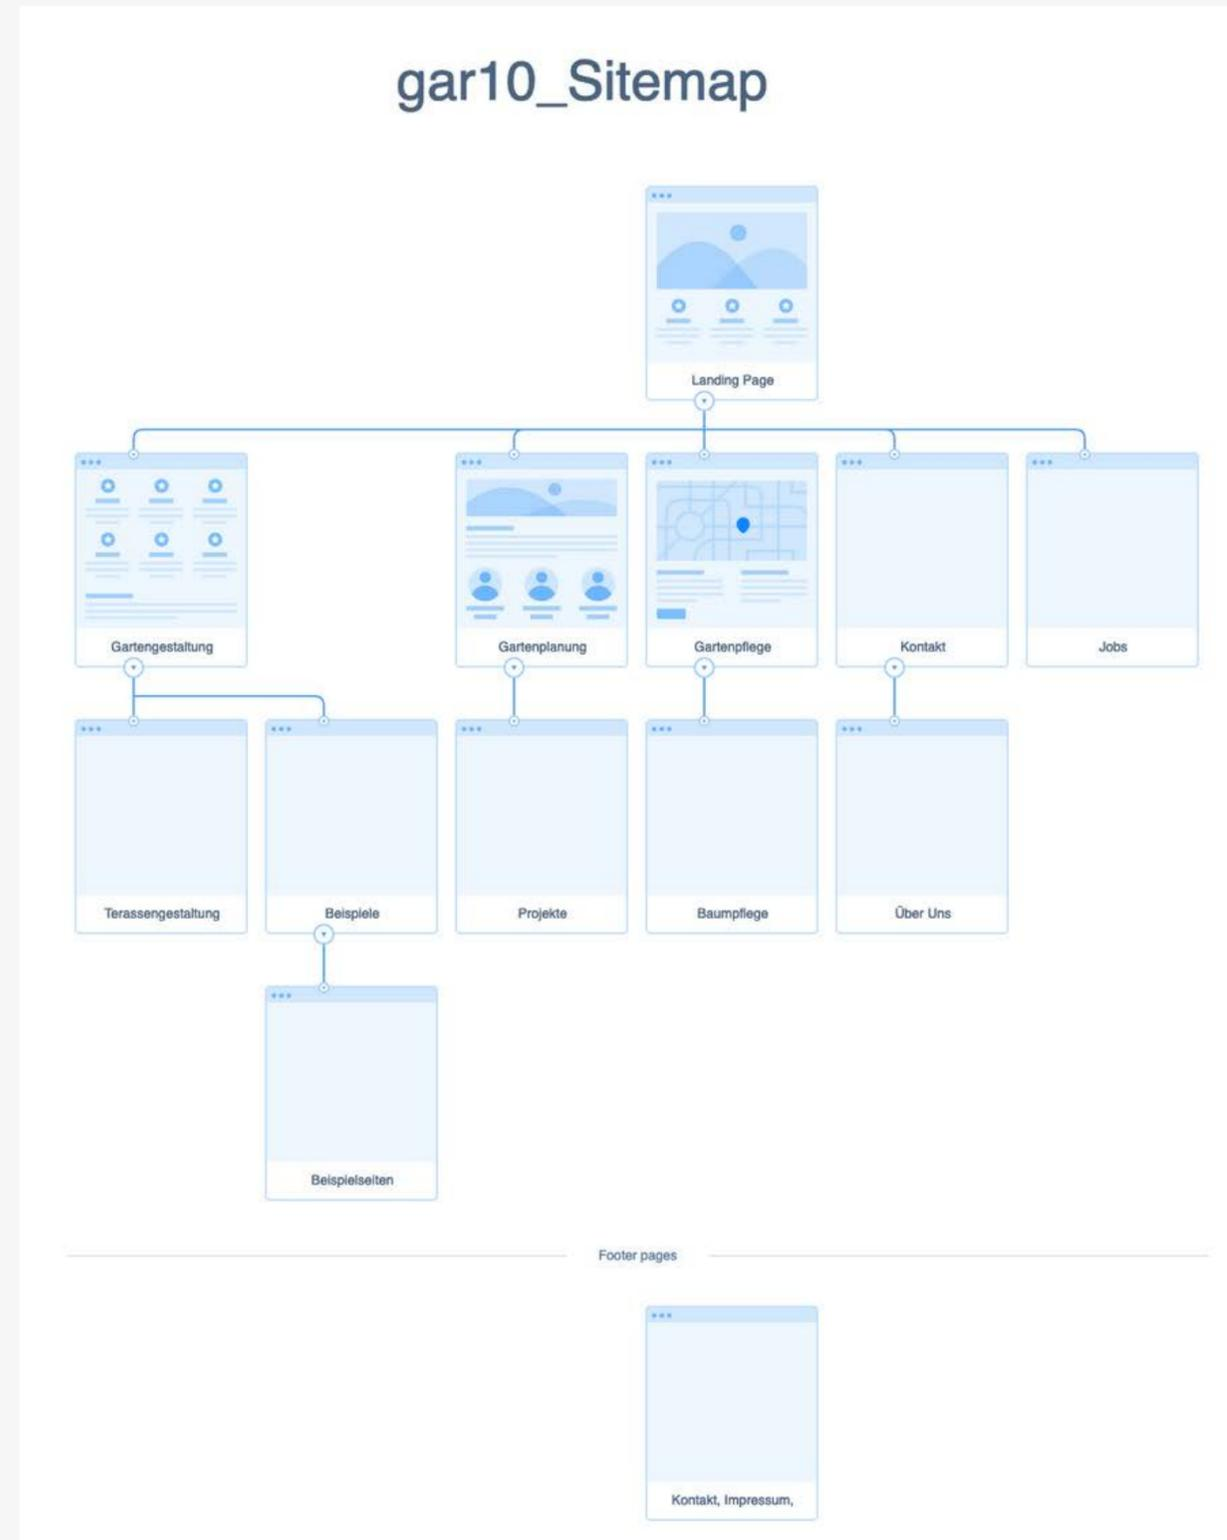 gar10_Sitemap
Landing Page
Gartengestaltung
Gartenplanung
Gartenpflege
Kontakt
Jobs
Terassengestaltung
Beispiele
Projekte
Baumpflege
Über Uns
Beispielseiten
Footer pages
Kontakt, Impressum,